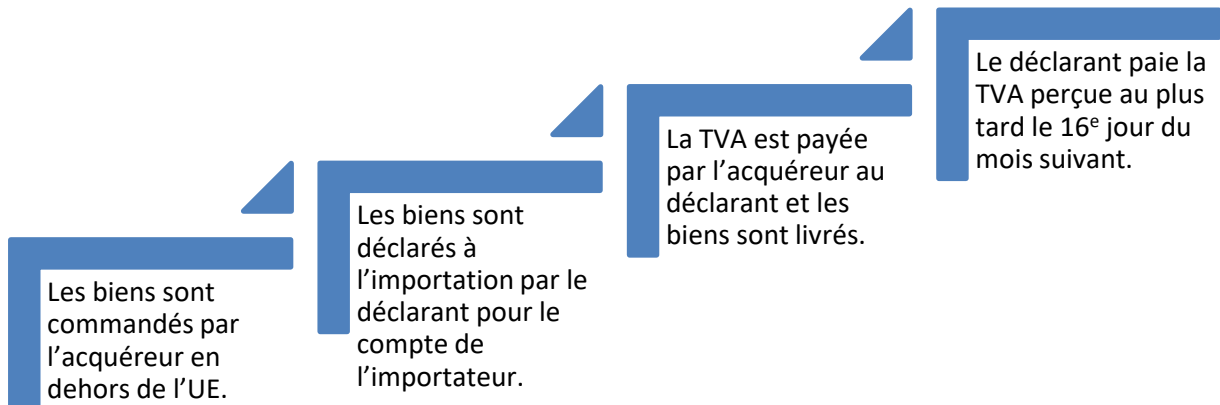 Les biens sont
commandés par
l’acquéreur en
dehors de l’UE.
Les biens sont
déclarés à
l’importation par le
déclarant pour le
compte de
l’importateur.
La TVA est payée
par l’acquéreur au
déclarant et les
biens sont livrés.
Le déclarant paie la
TVA perçue au plus
tard le 16e jour du
mois suivant.